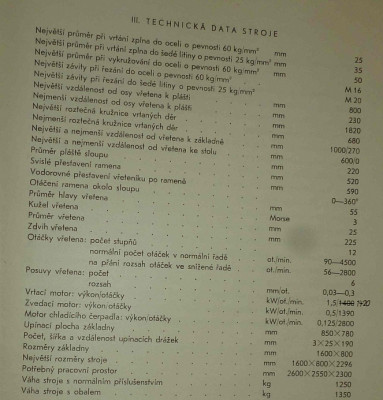 III. TECHNICKÁ DATA STROJE
Největší průměr při vrtání zplna do oceli o pevnosti 60 kg/mm² mm 25
Největší průměr při vrtání zplna do šedé litiny o pevnosti 25 kg/mm² mm 35
Největší průměr při vykružování do oceli o pevnosti 60 kg/mm² mm 50
Největší závity při řezání do oceli o pevnosti 60 kg/mm² M 16
Největší závity při řezání do šedé litiny o pevnosti 25 kg/mm² M 20
Největší vzdálenost od osy vřetena k plášti mm 800
Nejmenší vzdálenost od osy vřetena k plášti mm 230
Největší roztečná kružnice vrtaných děr mm 1820
Nejmenší roztečná kružnice vrtaných děr mm 680
Největší a nejmenší vzdálenost od vřetena k základně mm 1000/270
Největší a nejmenší vzdálenost od vřetena ke stolu mm 600/0
Průměr pláště sloupu mm 220
Svislé přestavení ramena mm 520
Vodorovné přestavení vřeteníku po rameně mm 590
Otáčení ramena okolo sloupu 0—360°
Průměr hlavy vřetena mm 55
Kužel vřetena Morse 3
Průměr vřetena mm 25
Zdvih vřetena mm 225
Otáčky vřetena: počet stupňů 12
normální počet otáček v normální řadě ot./min. 90—4500
na přání rozsah otáček ve snížené řadě ot./min. 56—2800
Posuvy vřetena: počet 6
rozsah mm/ot. 0,03—0,3
Vrtací motor: výkon/otáčky kW/ot./min. 1,5/1400 1420
Zvedací motor: výkon/otáčky kW/ot./min. 0,5/1390
Motor chladícího čerpadla: výkon/otáčky kW/ot./min. 0,125/2800
Upínací plocha základny mm 850×780
Počet, šířka a vzdálenost upínacích drážek mm 3×25×190
Rozměry základny mm 1600×800
Největší rozměry stroje mm 1600×800×2296
Potřebný pracovní prostor mm 2600×2550×2300
Váha stroje s normálním příslušenstvím kg 1250
Váha stroje s obalem kg 1350